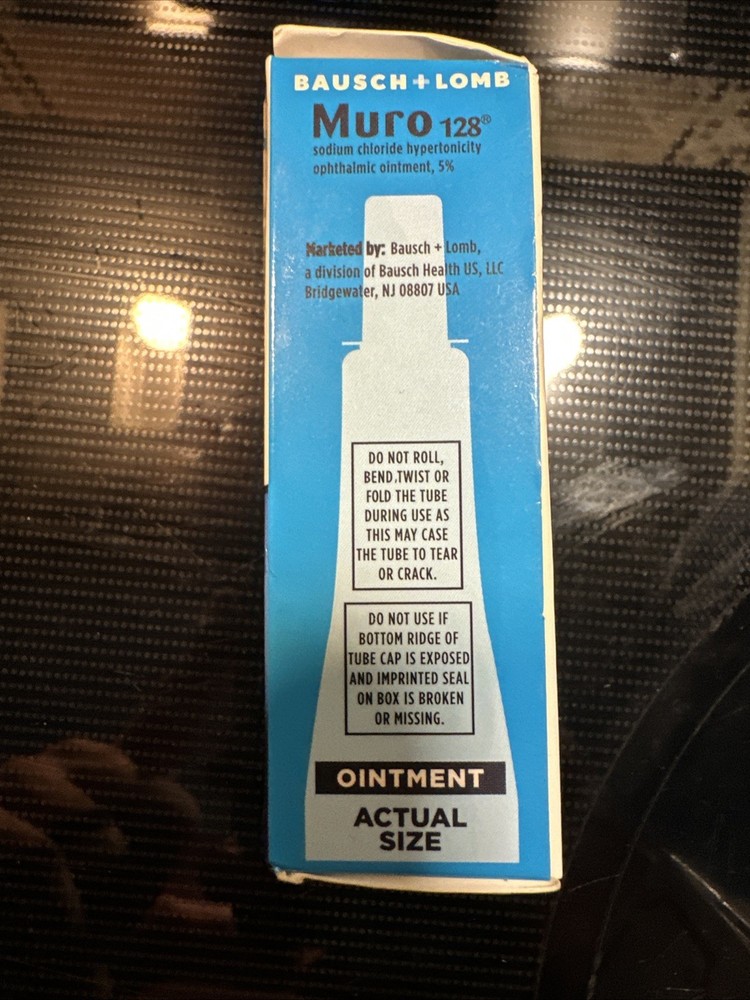 BAUSCH + LOMB
Muro 128®
sodium chloride hypertonicity
ophthalmic ointment, 5%
Marketed by: Bausch + Lomb,
a division of Bausch Health US, LLC
Bridgewater, NJ 08807 USA
DO NOT ROLL,
BEND,TWIST OR
FOLD THE TUBE
DURING USE AS
THIS MAY CASE
THE TUBE TO TEAR
OR CRACK.
DO NOT USE IF
BOTTOM RIDGE OF
TUBE CAP IS EXPOSED
AND IMPRINTED SEAL
ON BOX IS BROKEN
OR MISSING.
OINTMENT
ACTUAL
SIZE